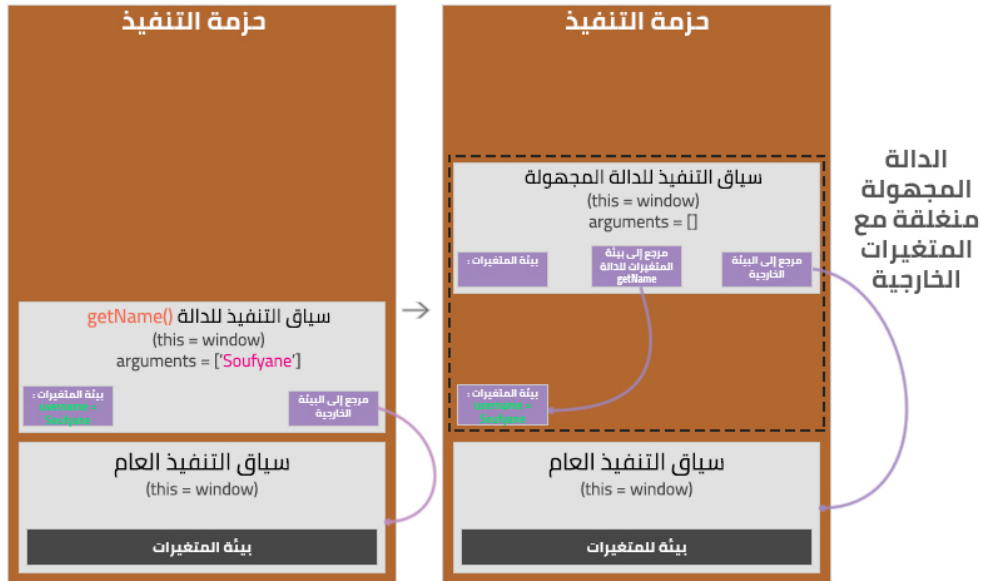 حزمة التنفيذ
سياق التنفيذ للدالة getName()
(this = window)
arguments = ['Soufyane']
بيئة المتغيرات :
Soufyane
مرجع إلى البيئة
الخارجية
سياق التنفيذ العام
(this = window)
بيئة المتغيرات
حزمة التنفيذ
سياق التنفيذ للدالة المجهولة
(this = window)
arguments = []
بيئة المتغيرات :
مرجع إلى بيئة
المتغيرات للدالة
getName
مرجع إلى البيئة
الخارجية
بيئة المتغيرات :
Soufyane
سياق التنفيذ العام
(this = window)
بيئة للمتغيرات
الدالة
المجهولة
منغلقة مع
المتغيرات
الخارجية